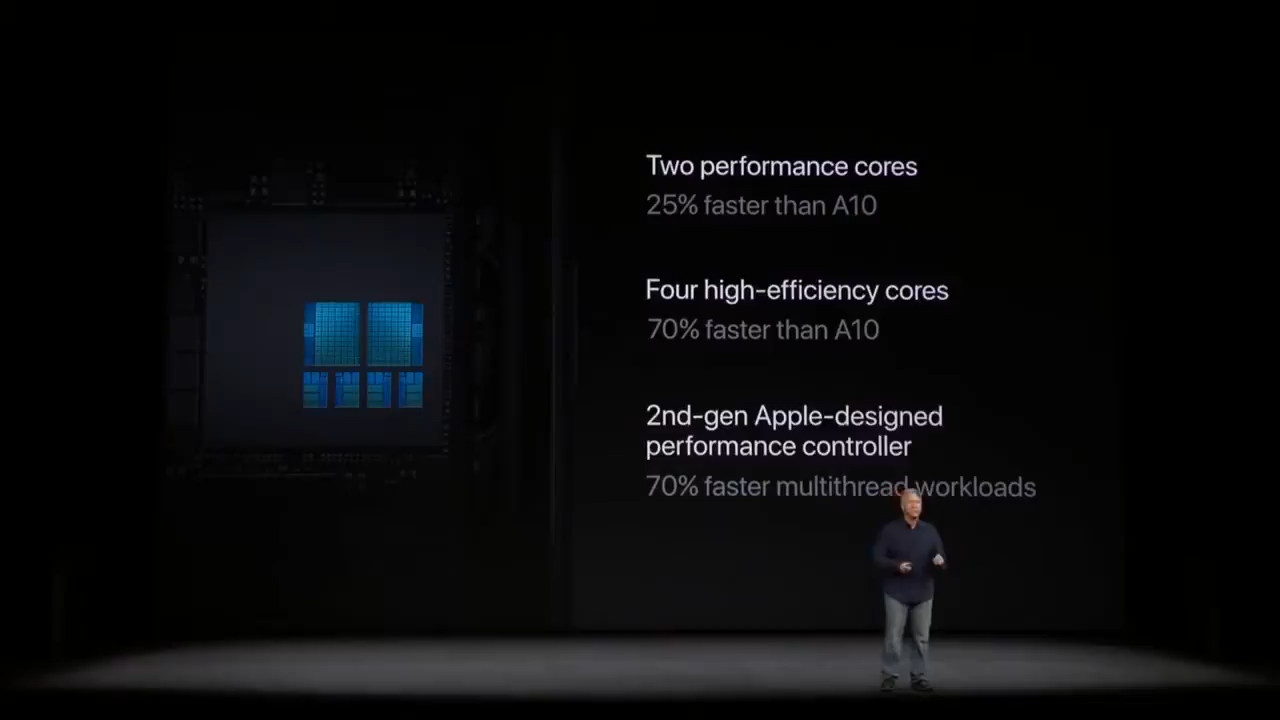 Two performance cores
25% faster than A10
Four high-efficiency cores
70% faster than A10
2nd-gen Apple-designed
performance controller
70% faster multithread workloads